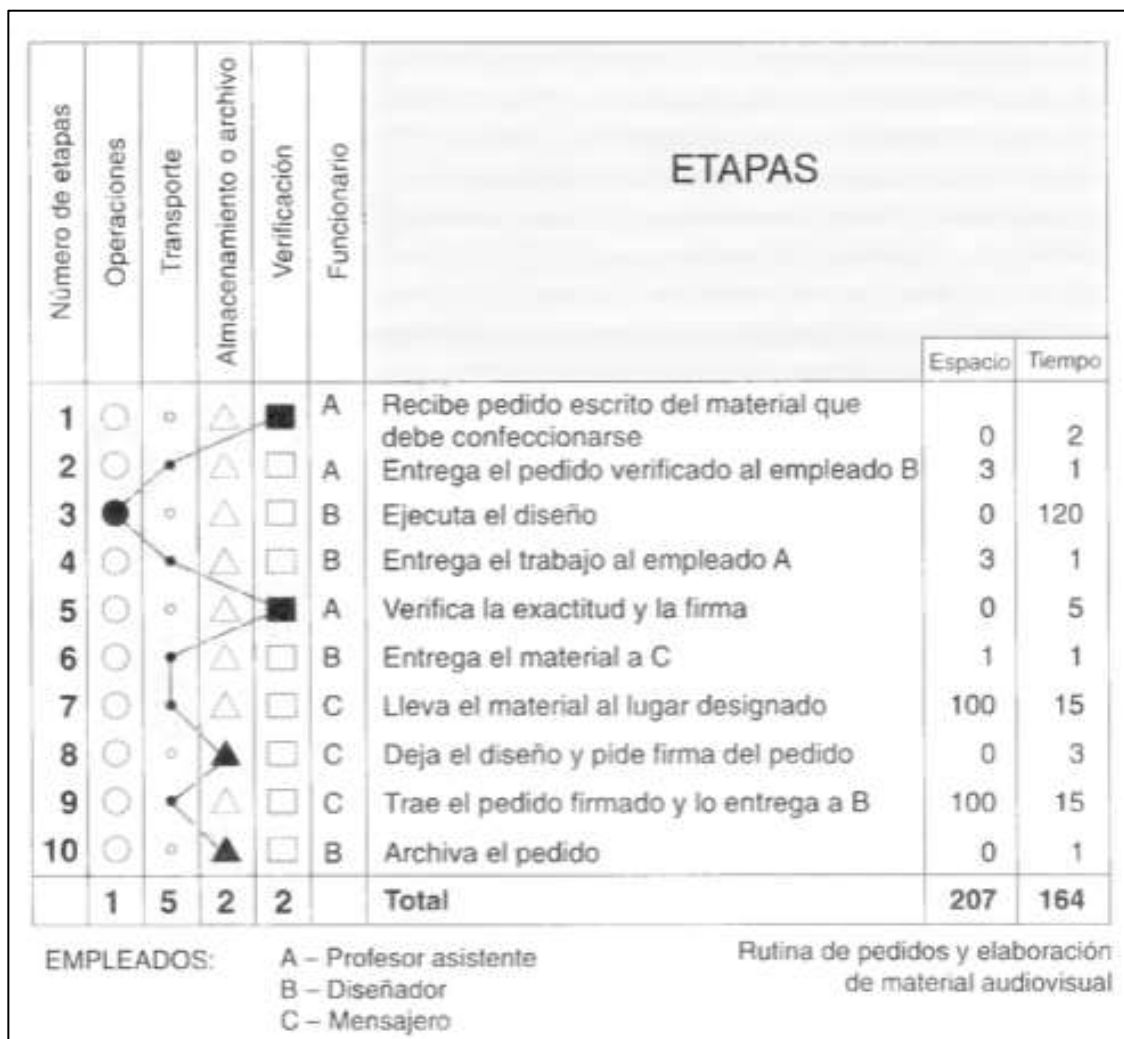 Número de etapas
Operaciones
Transporte
Almacenamiento o archivo
Verificación
Funcionario
ETAPAS
Espacio Tiempo
1 A Recibe pedido escrito del material que
debe confeccionarse 0 2
2 A Entrega el pedido verificado al empleado B 3 1
3 B Ejecuta el diseño 0 120
4 B Entrega el trabajo al empleado A 3 1
5 A Verifica la exactitud y la firma 0 5
6 B Entrega el material a C 1 1
7 C Lleva el material al lugar designado 100 15
8 C Deja el diseño y pide firma del pedido 0 3
9 C Trae el pedido firmado y lo entrega a B 100 15
10 B Archiva el pedido 0 1
1 5 2 2 Total 207 164
EMPLEADOS: A – Profesor asistente
B – Diseñador
C – Mensajero
Rutina de pedidos y elaboración
de material audiovisual